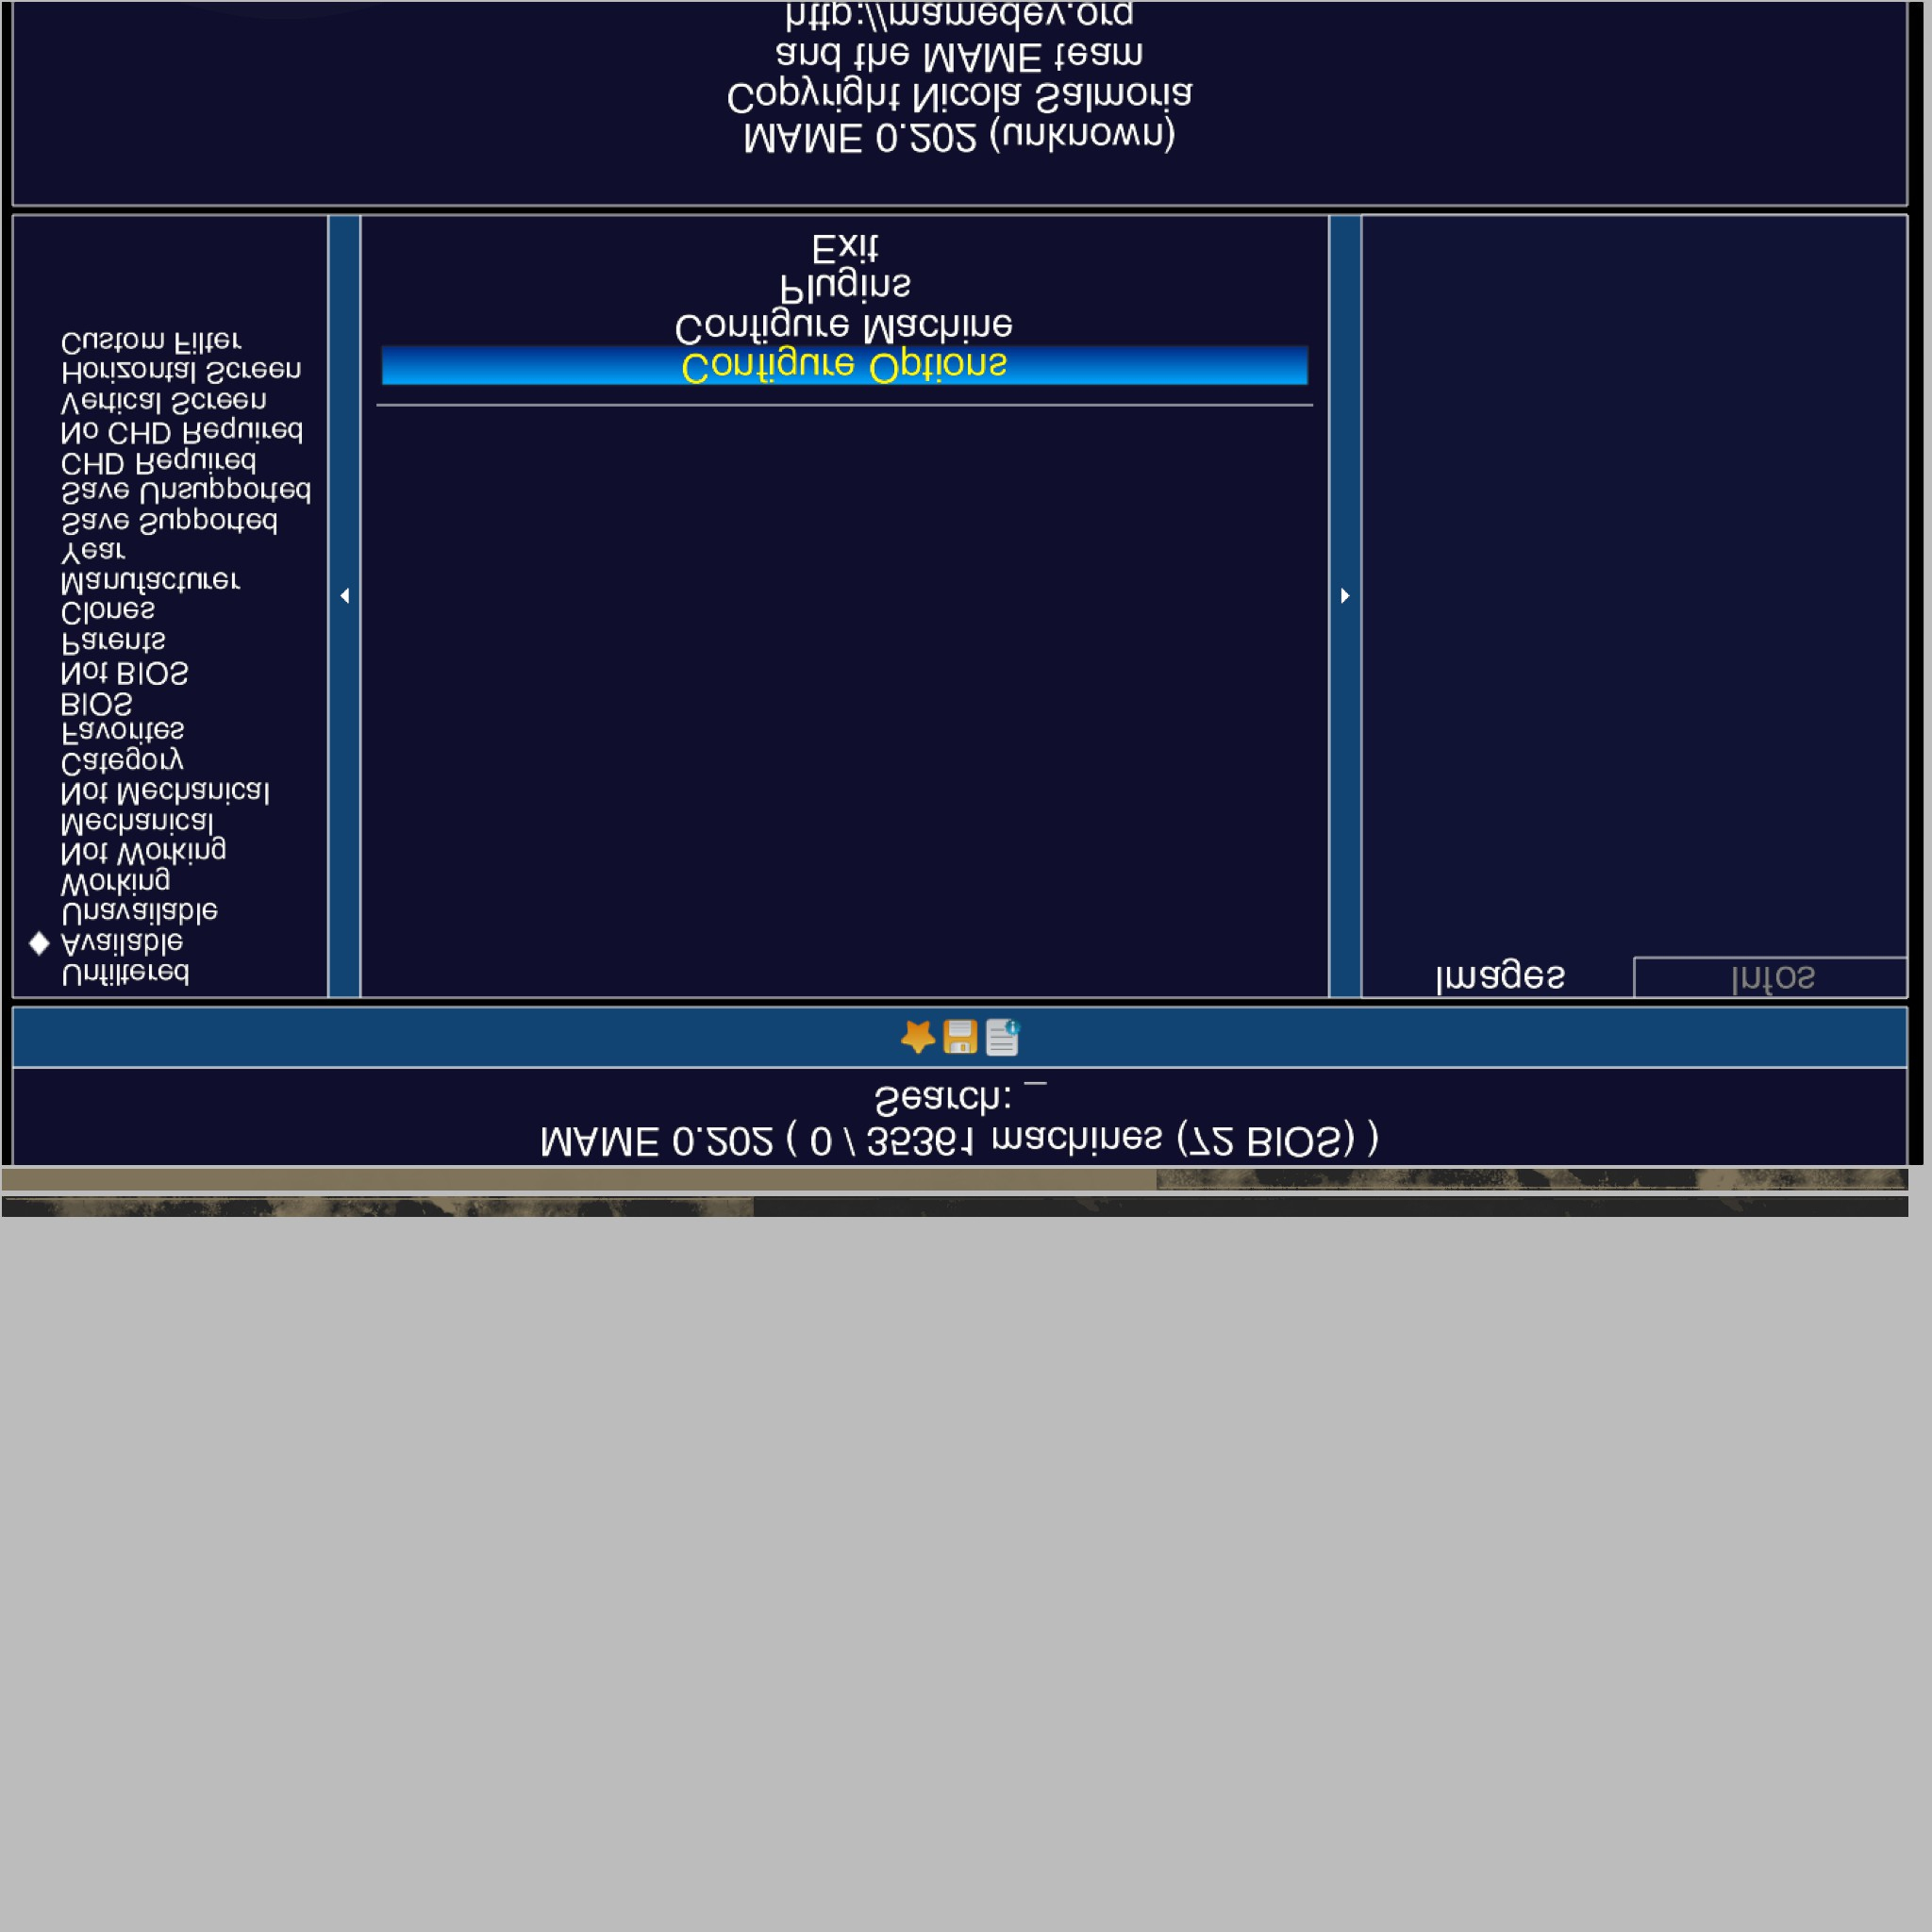 MAME 0.202 ( 0 / 35361 machines (72 BIOS) )
Search: _
Unfiltered
Available
Unavailable
Working
Not Working
Mechanical
Not Mechanical
Category
Favorites
BIOS
Not BIOS
Parents
Clones
Manufacturer
Year
Save Supported
Save Unsupported
CHD Required
No CHD Required
Vertical Screen
Horizontal Screen
Custom Filter
Configure Options
Configure Machine
Plugins
Exit
Images
Infos
MAME 0.202 (unknown)
Copyright Nicola Salmoria
and the MAME team
http://mamedev.org